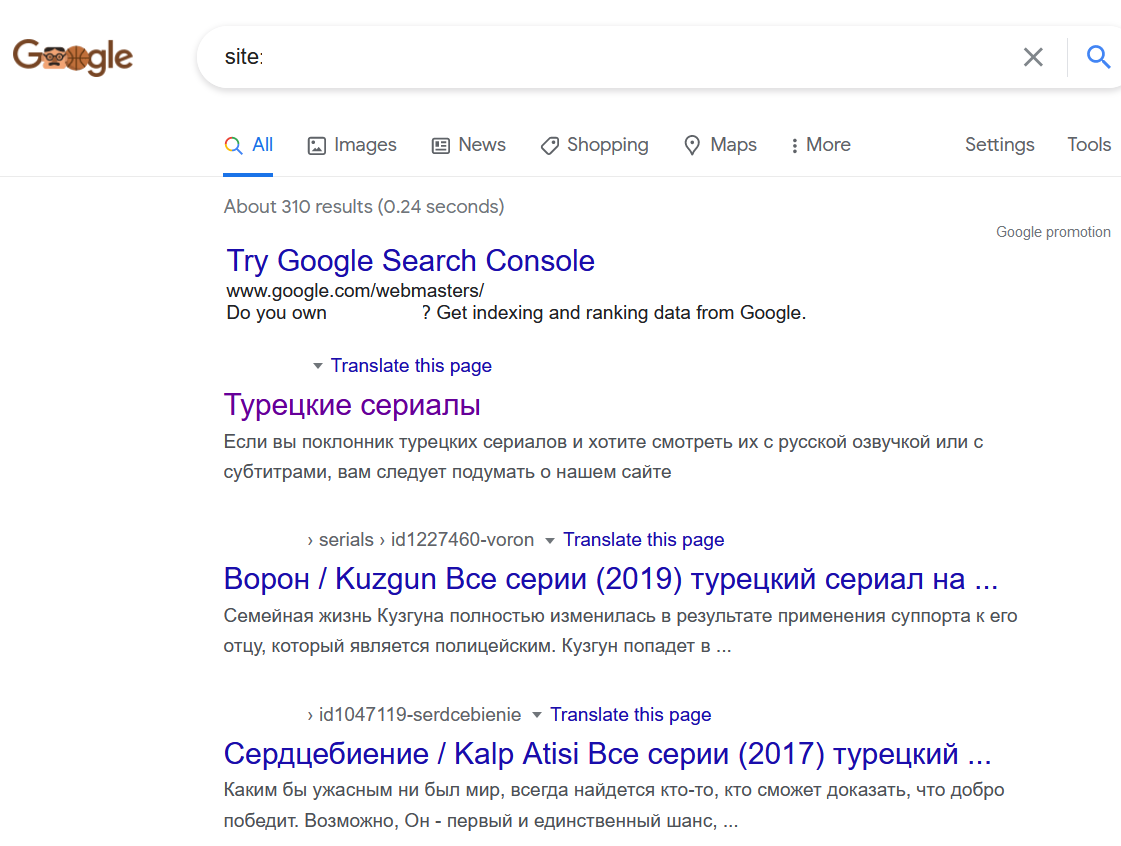 Google
site:
All Images News Shopping Maps More Settings Tools
About 310 results (0.24 seconds)
Google promotion
Try Google Search Console
www.google.com/webmasters/
Do you own ? Get indexing and ranking data from Google.
Translate this page
Турецкие сериалы
Если вы поклонник турецких сериалов и хотите смотреть их с русской озвучкой или с
субтитрами, вам следует подумать о нашем сайте
› serials › id1227460-voron Translate this page
Ворон / Kuzgun Все серии (2019) турецкий сериал на ...
Семейная жизнь Кузгуна полностью изменилась в результате применения суппорта к его
отцу, который является полицейским. Кузгун попадет в ...
› id1047119-serdcebienie Translate this page
Сердцебиение / Kalp Atisi Все серии (2017) турецкий ...
Каким бы ужасным ни был мир, всегда найдется кто-то, кто сможет доказать, что добро
победит. Возможно, Он - первый и единственный шанс, ...